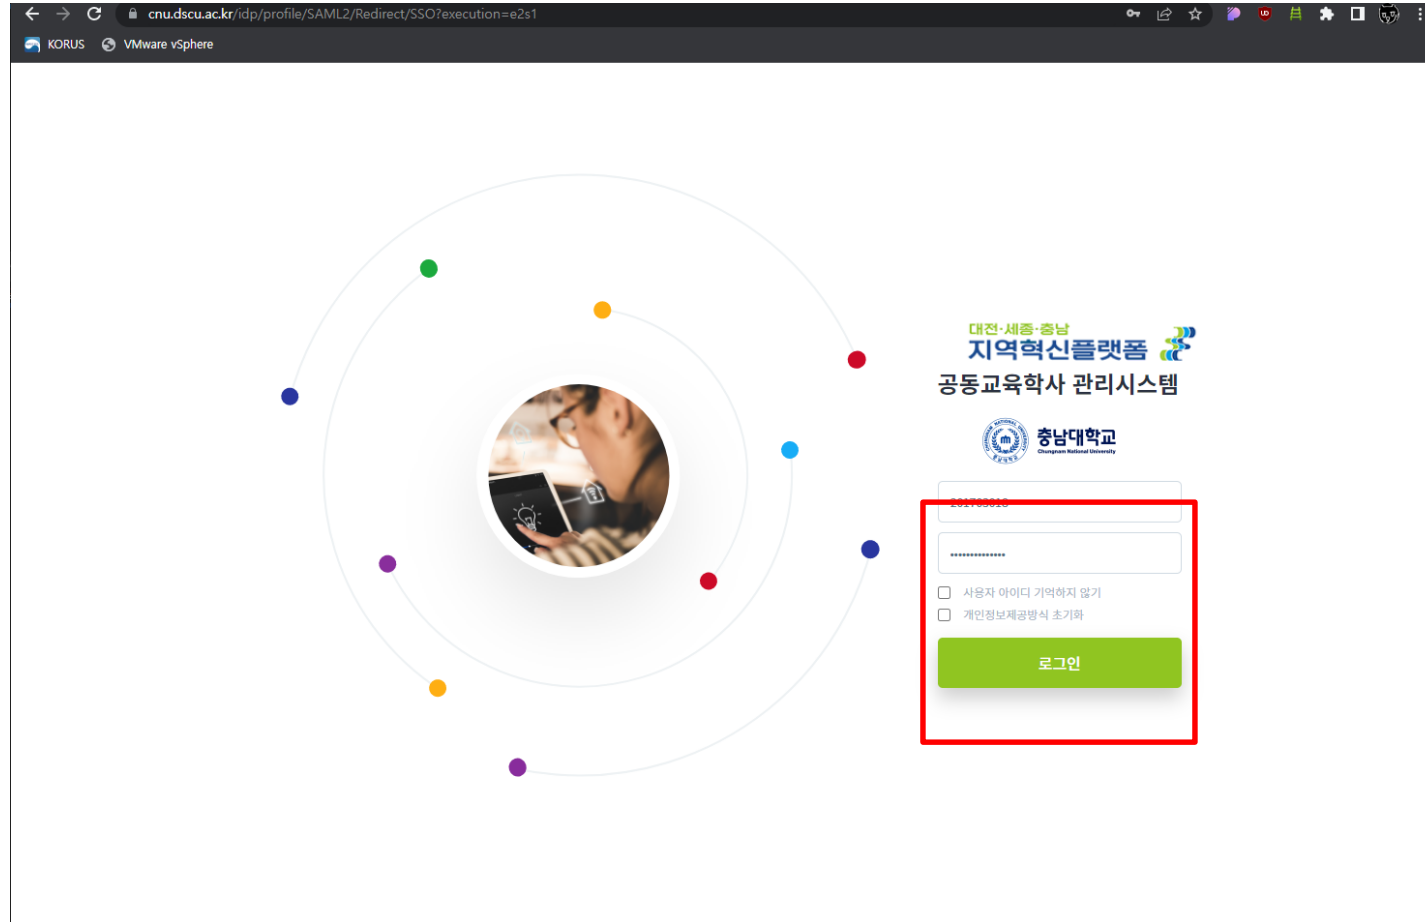 cnu.dscu.ac.kr/idp/profile/SAML2/Redirect/SSO?execution=e2s1
KORUS VMware vSphere
대전·세종·충남
지역혁신플랫폼
공동교육학사 관리시스템
충남대학교
Chungnam National University
사용자 아이디 기억하지 않기
개인정보제공방식 초기화
로그인